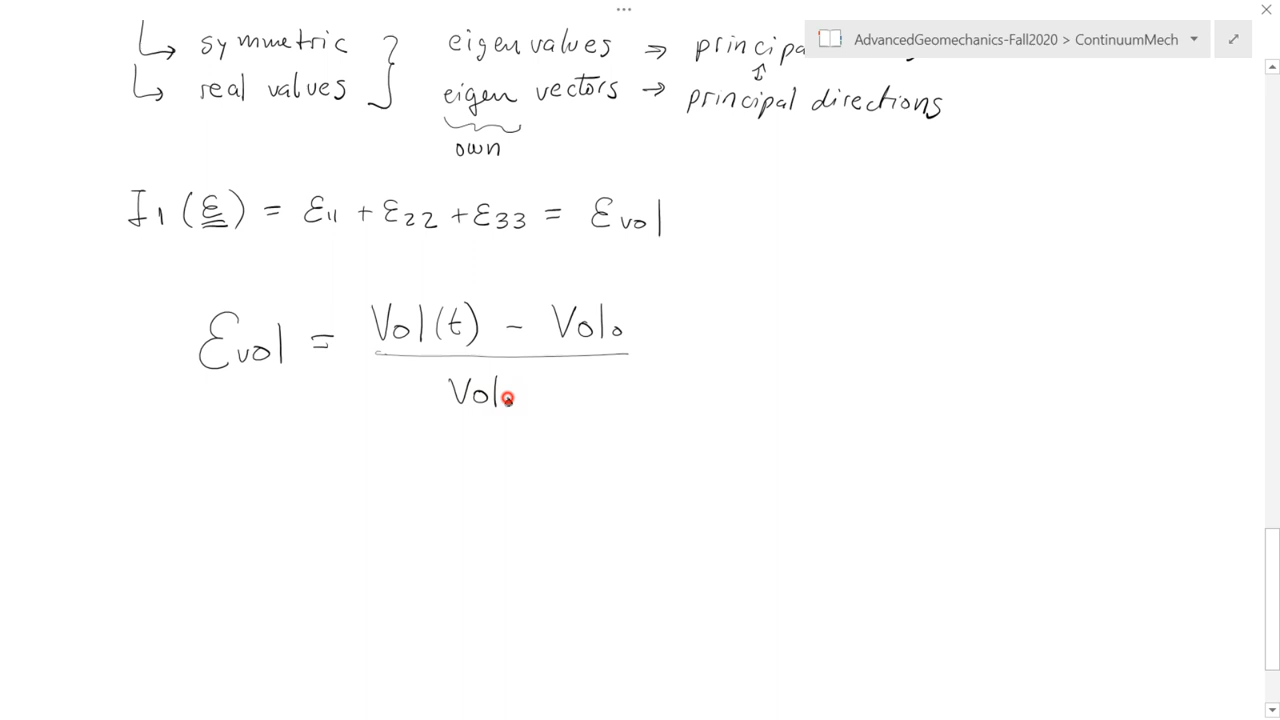 ...
AdvancedGeomechanics-Fall2020 > ContinuumMech
↳ symmetric } eigenvalues ⇒ principa
↳ real values } eigen vectors → principal directions
own
I₁(ε) = ε₁₁ + ε₂₂ + ε₃₃ = εvol
εvol = Vol(t) - Vol₀
Vol₀